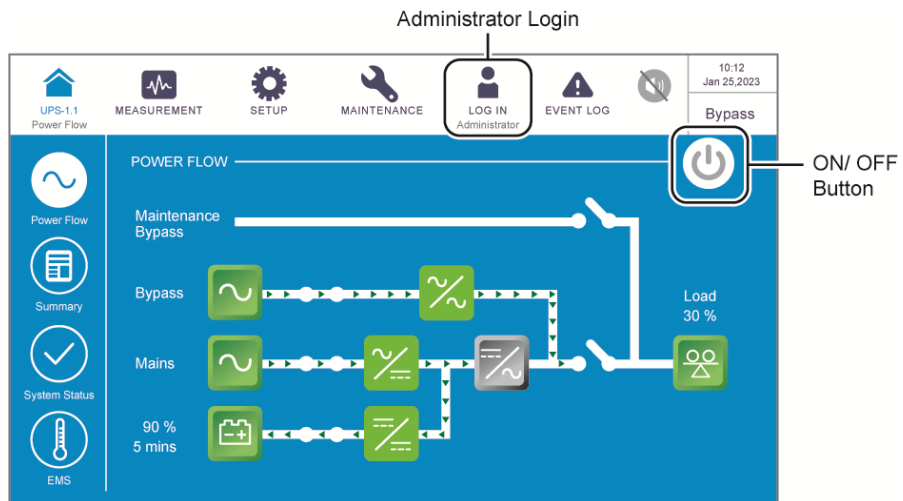 Administrator Login
UPS-1.1
Power Flow
MEASUREMENT
SETUP
MAINTENANCE
LOG IN
Administrator
EVENT LOG
10:12
Jan 25,2023
Bypass
ON/ OFF
Button
POWER FLOW
Power Flow
Summary
System Status
EMS
Maintenance
Bypass
Bypass
Load
30 %
Mains
90 %
5 mins